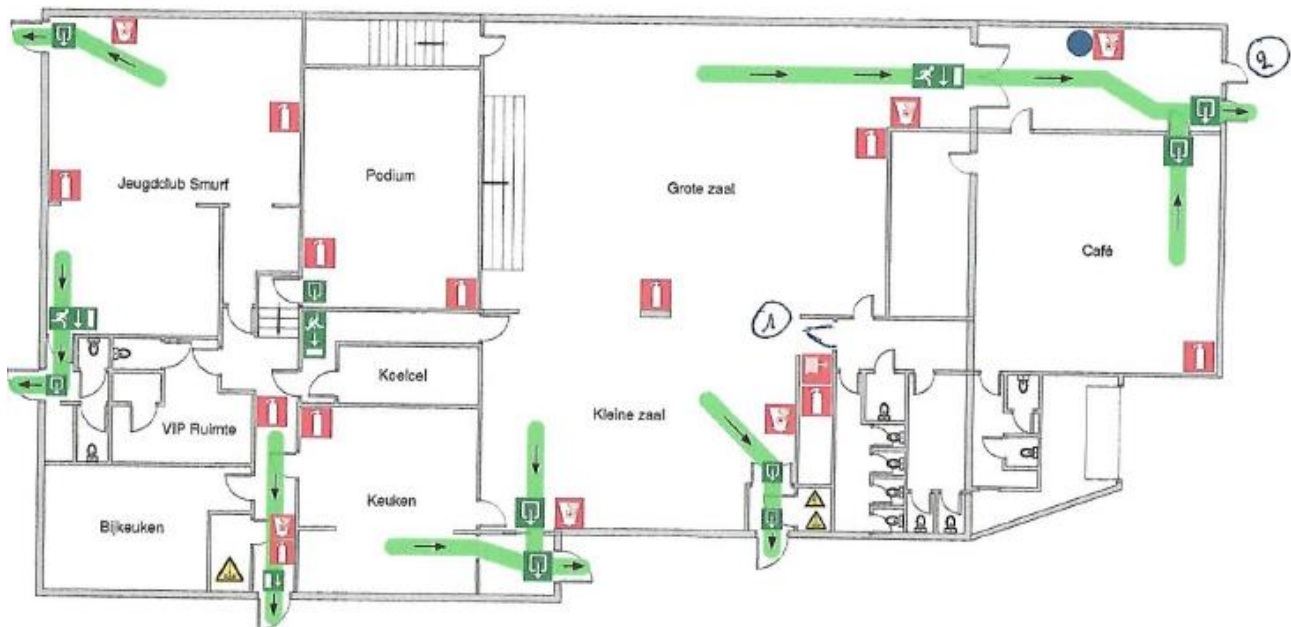 2
Podium
Jeugdclub Smurf
Grote zaal
Café
1
Koelcel
Kleine zaal
VIP Ruimte
Keuken
Bijkeuken